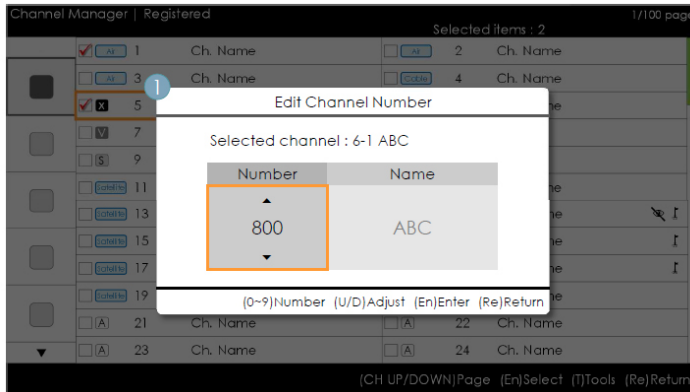 Channel Manager | Registered
1/100 page
Selected items : 2
Air 1 Ch. Name
Air 2 Ch. Name
Air 3 Ch. Name
Cable 4 Ch. Name
X 5
V 7
S 9
Satellite 11
Satellite 13
Satellite 15
Satellite 17
Satellite 19
A 21 Ch. Name
A 22 Ch. Name
A 23 Ch. Name
A 24 Ch. Name
1
Edit Channel Number
Selected channel : 6-1 ABC
Number Name
800 ABC
(0~9)Number (U/D)Adjust (En)Enter (Re)Return
(CH UP/DOWN)Page (En)Select (T)Tools (Re)Return